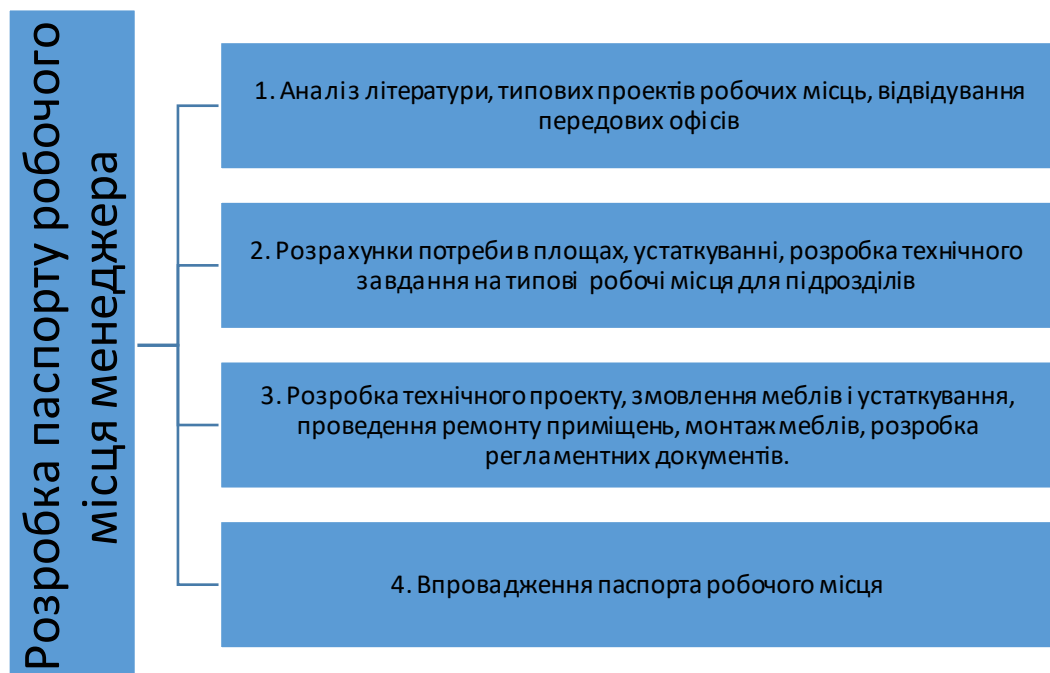 Розробка паспорту робочого
місця менеджера
1. Аналіз літератури, типових проектів робочих місць, відвідування
передових офісів
2. Розрахунки потреби в площах, устаткуванні, розробка технічного
завдання на типові робочі місця для підрозділів
3. Розробка технічного проекту, змовлення меблів і устаткування,
проведення ремонту приміщень, монтаж меблів, розробка
регламентних документів.
4. Впровадження паспорта робочого місця